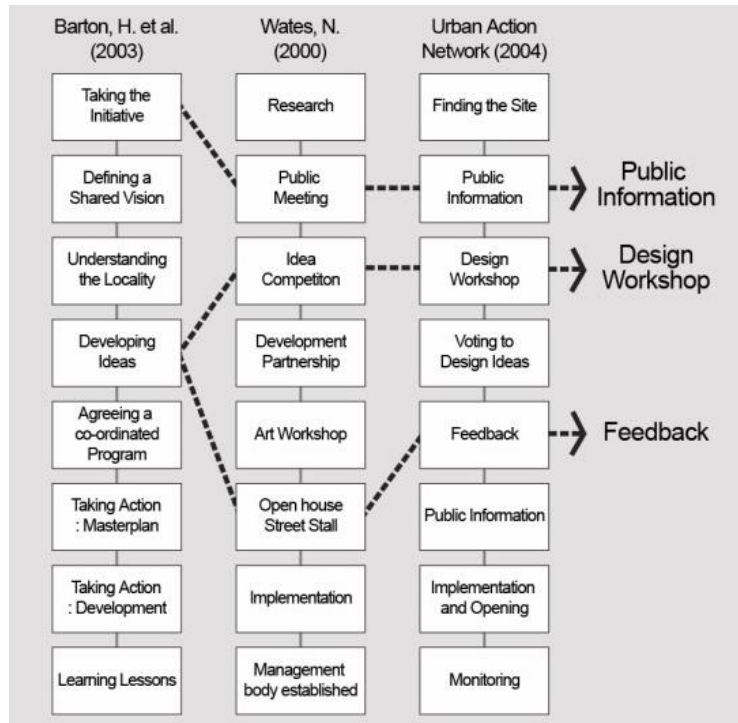 Barton, H. et al.
(2003)
Wates, N.
(2000)
Urban Action
Network (2004)
Taking the
Initiative
Research
Finding the Site
Defining a
Shared Vision
Public
Meeting
Public
Information
Public
Information
Understanding
the Locality
Idea
Competiton
Design
Workshop
Design
Workshop
Developing
Ideas
Development
Partnership
Voting to
Design Ideas
Agreeing a
co-ordinated
Program
Art Workshop
Feedback
Feedback
Taking Action
: Masterplan
Open house
Street Stall
Public Information
Taking Action
: Development
Implementation
Implementation
and Opening
Learning Lessons
Management
body established
Monitoring